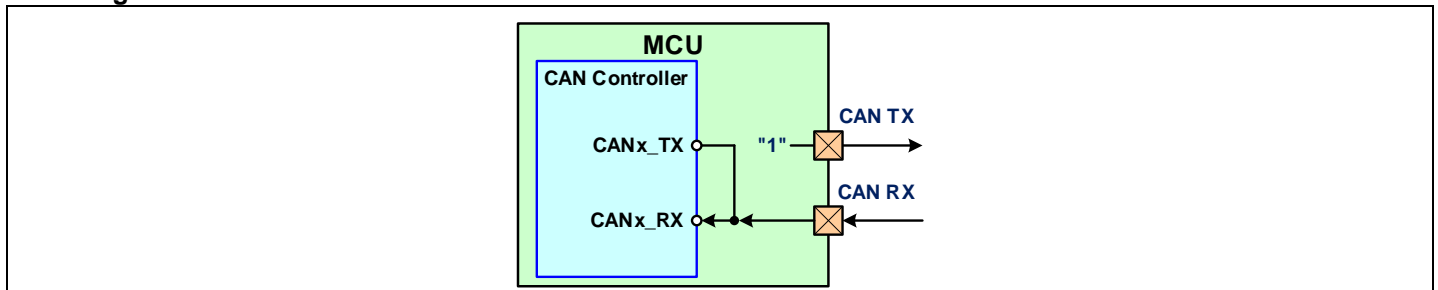 MCU
CAN Controller
CAN TX
CANx_TX
"1"
CAN RX
CANx_RX